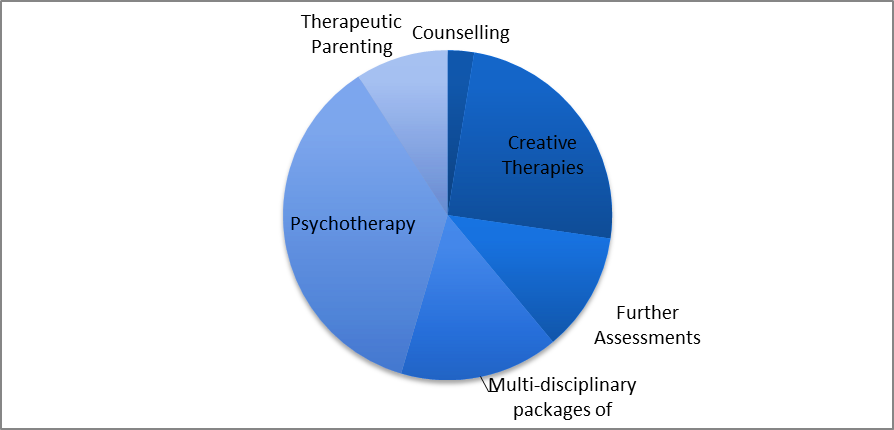 Therapeutic
Parenting
Counselling
Creative
Therapies
Psychotherapy
Further
Assessments
Multi-disciplinary
packages of